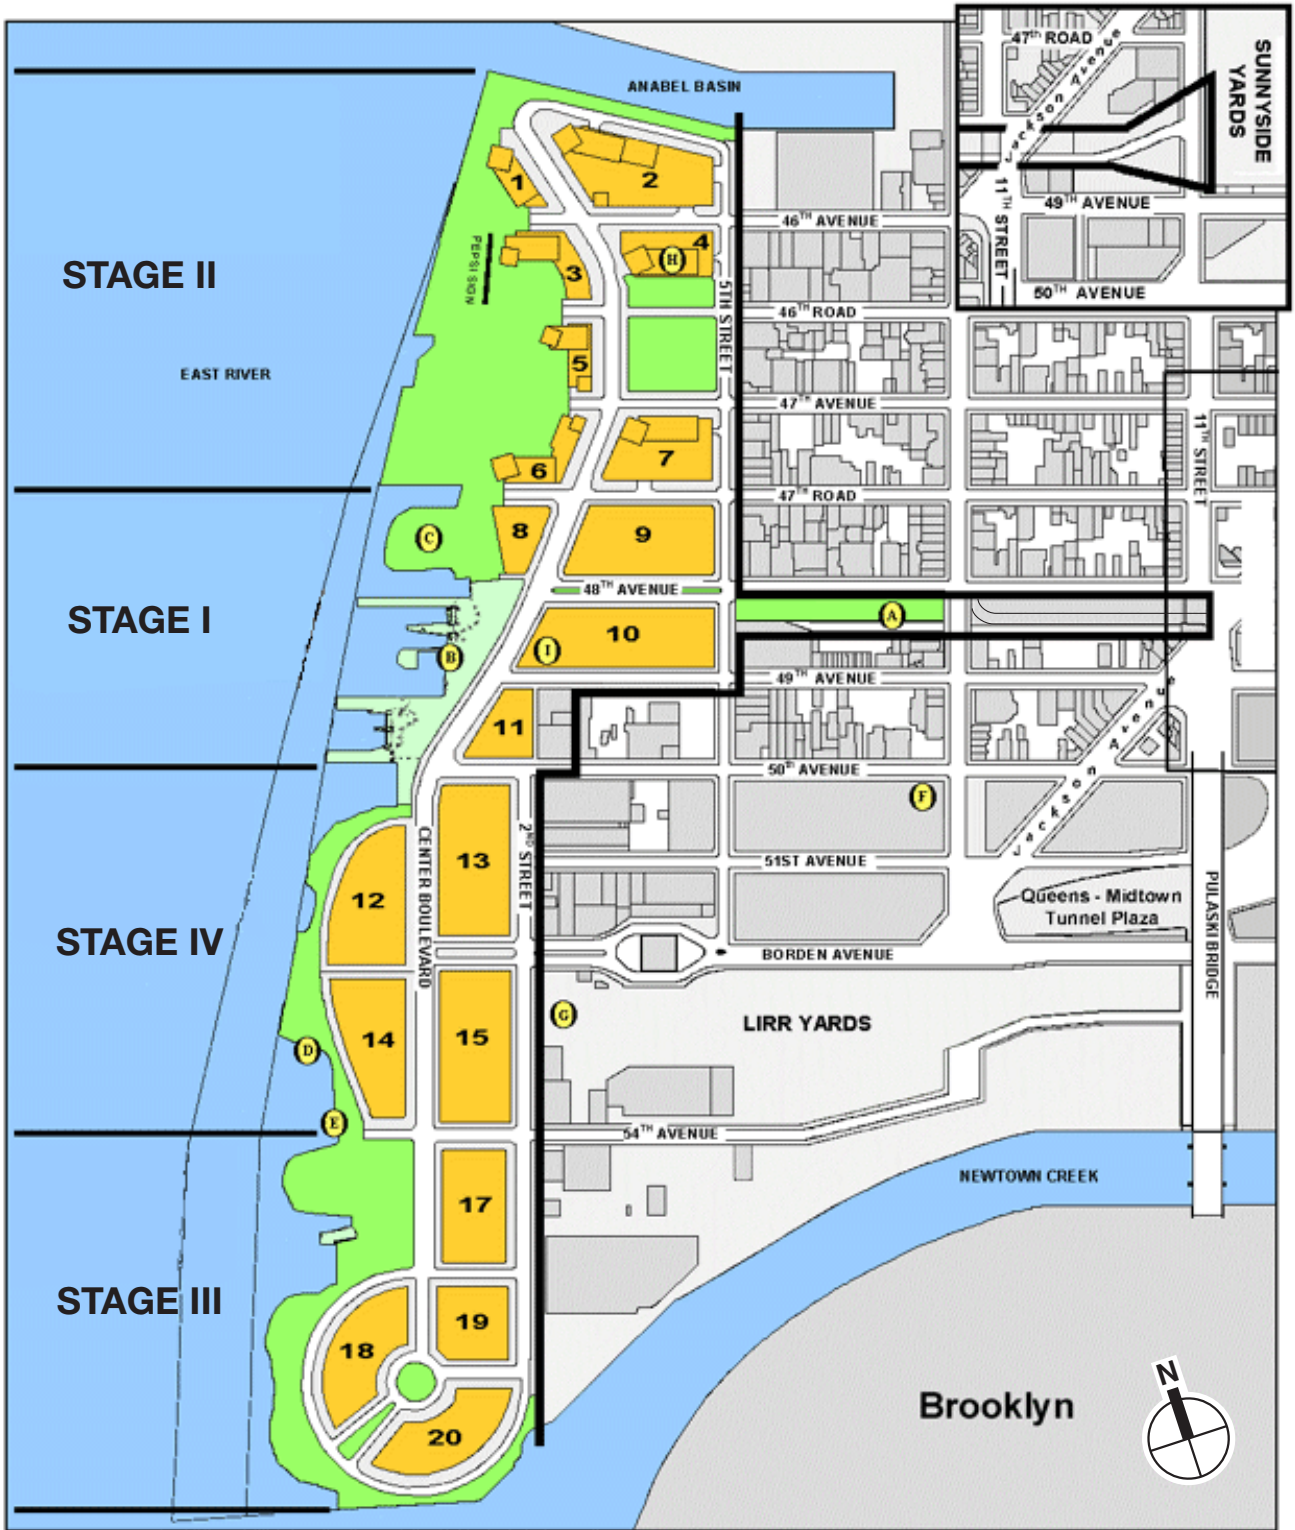 47th ROAD
Jackson Avenue
SUNNYSIDE
YARDS
11TH STREET
49TH AVENUE
50TH AVENUE
ANABEL BASIN
1
2
46TH AVENUE
PEPSI SIGN
STAGE II
3
4
H
5TH STREET
46TH ROAD
EAST RIVER
5
47TH AVENUE
11TH STREET
6
7
47TH ROAD
C
8
9
STAGE I
48TH AVENUE
A
B
I
10
49TH AVENUE
11
Jackson Avenue
50th AVENUE
F
CENTER BOULEVARD
2ND STREET
13
51ST AVENUE
12
Queens - Midtown
Tunnel Plaza
PULASKI BRIDGE
STAGE IV
BORDEN AVENUE
G
LIRR YARDS
14
15
D
E
54TH AVENUE
NEWTOWN CREEK
17
STAGE III
19
18
20
Brooklyn
N